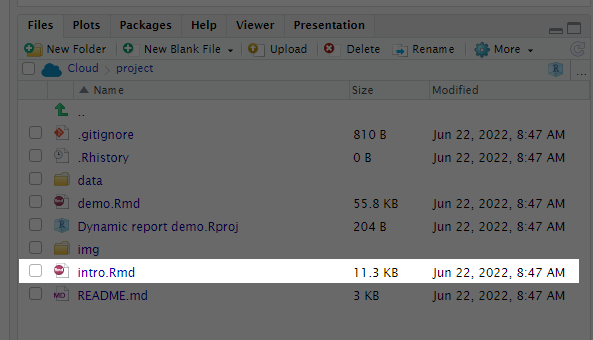 Files Plots Packages Help Viewer Presentation
New Folder New Blank File Upload Delete Rename More
Cloud project R ...
Name Size Modified
..
.gitignore 810 B Jun 22, 2022, 8:47 AM
.Rhistory 0 B Jun 22, 2022, 8:47 AM
data
demo.Rmd 55.8 KB Jun 22, 2022, 8:47 AM
Dynamic report demo.Rproj 204 B Jun 22, 2022, 8:47 AM
img
intro.Rmd 11.3 KB Jun 22, 2022, 8:47 AM
MD README.md 3 KB Jun 22, 2022, 8:47 AM